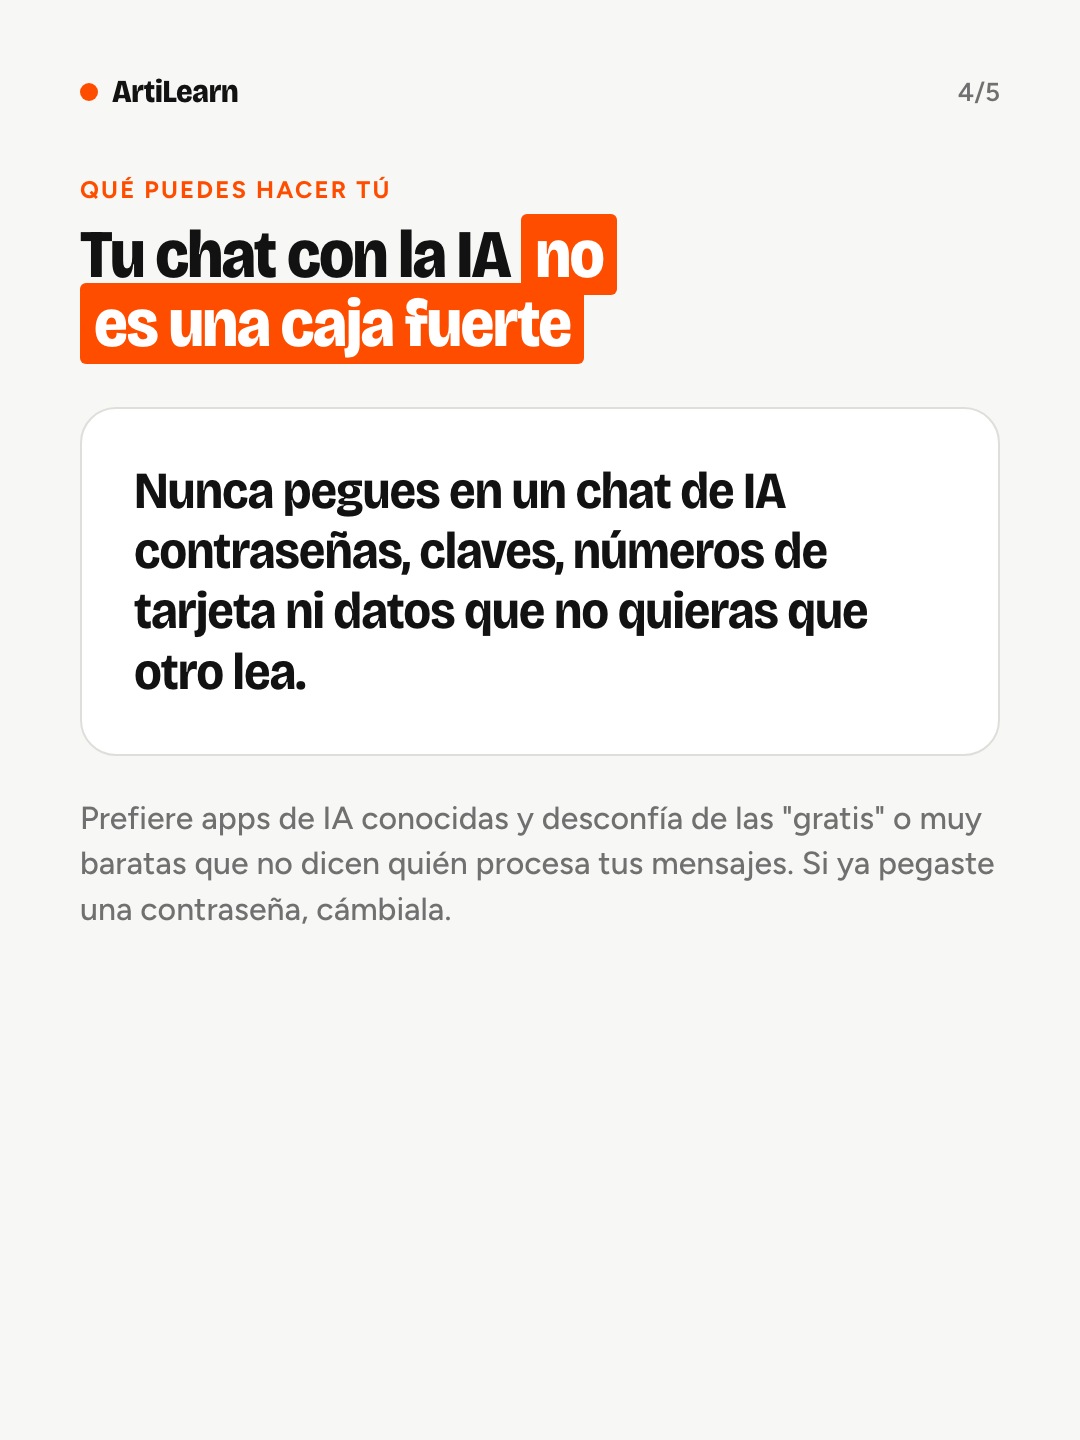 ArtiLearn
4/5
QUÉ PUEDES HACER TÚ
Tu chat con la IA no
es una caja fuerte
Nunca pegues en un chat de IA
contraseñas, claves, números de
tarjeta ni datos que no quieras que
otro lea.
Prefiere apps de IA conocidas y desconfía de las "gratis" o muy
baratas que no dicen quién procesa tus mensajes. Si ya pegaste
una contraseña, cámbiala.